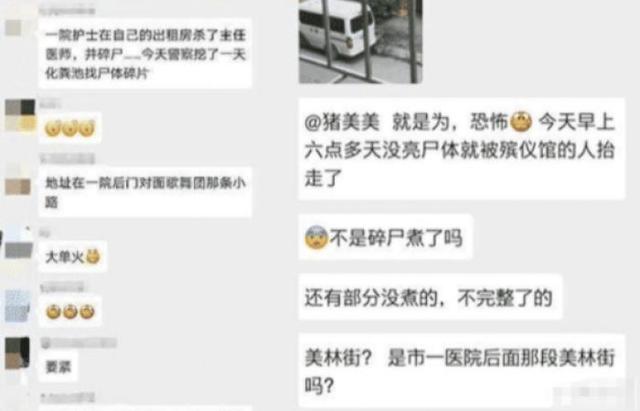 一院护士在自己的出租房杀了主任
医师，并碎尸……今天警察挖了一天
化粪池找尸体碎片
地址在一院后门对面歌舞团那条小
路
大单火
要紧
@猪美美 就是为，恐怖 今天早上
六点多天没亮尸体就被殡仪馆的人抬
走了
不是碎尸煮了吗
还有部分没煮的，不完整了的
美林街？ 是市一医院后面那段美林街
吗？